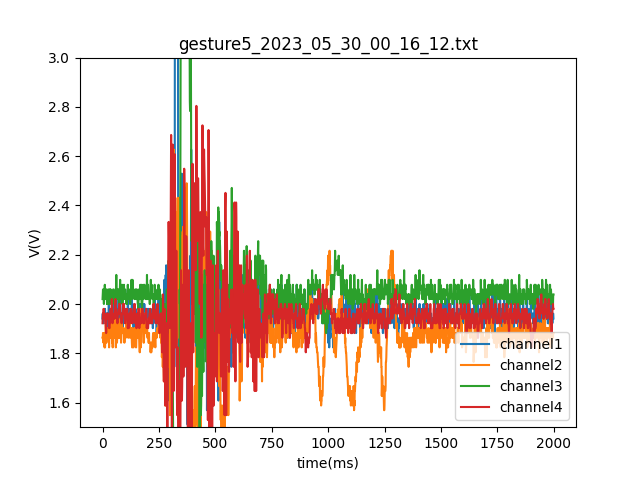 gesture5_2023_05_30_00_16_12.txt
3.0
2.8
2.6
2.4
2.2
2.0
1.8
1.6
V(V)
0 250 500 750 1000 1250 1500 1750 2000
time(ms)
channel1
channel2
channel3
channel4